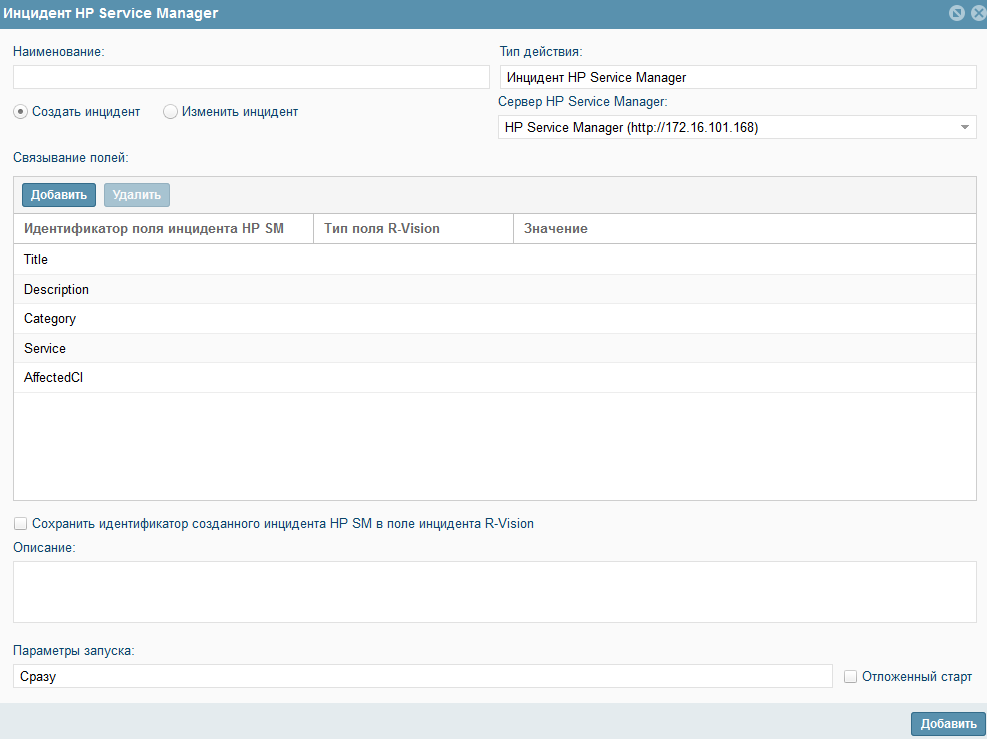 Инцидент HP Service Manager
Наименование:
Тип действия:
Инцидент HP Service Manager
Создать инцидент
Изменить инцидент
Сервер HP Service Manager:
HP Service Manager (http://172.16.101.168)
Связывание полей:
Добавить
Удалить
Идентификатор поля инцидента HP SM
Тип поля R-Vision
Значение
Title
Description
Category
Service
AffectedCI
Сохранить идентификатор созданного инцидента HP SM в поле инцидента R-Vision
Описание:
Параметры запуска:
Сразу
Отложенный старт
Добавить